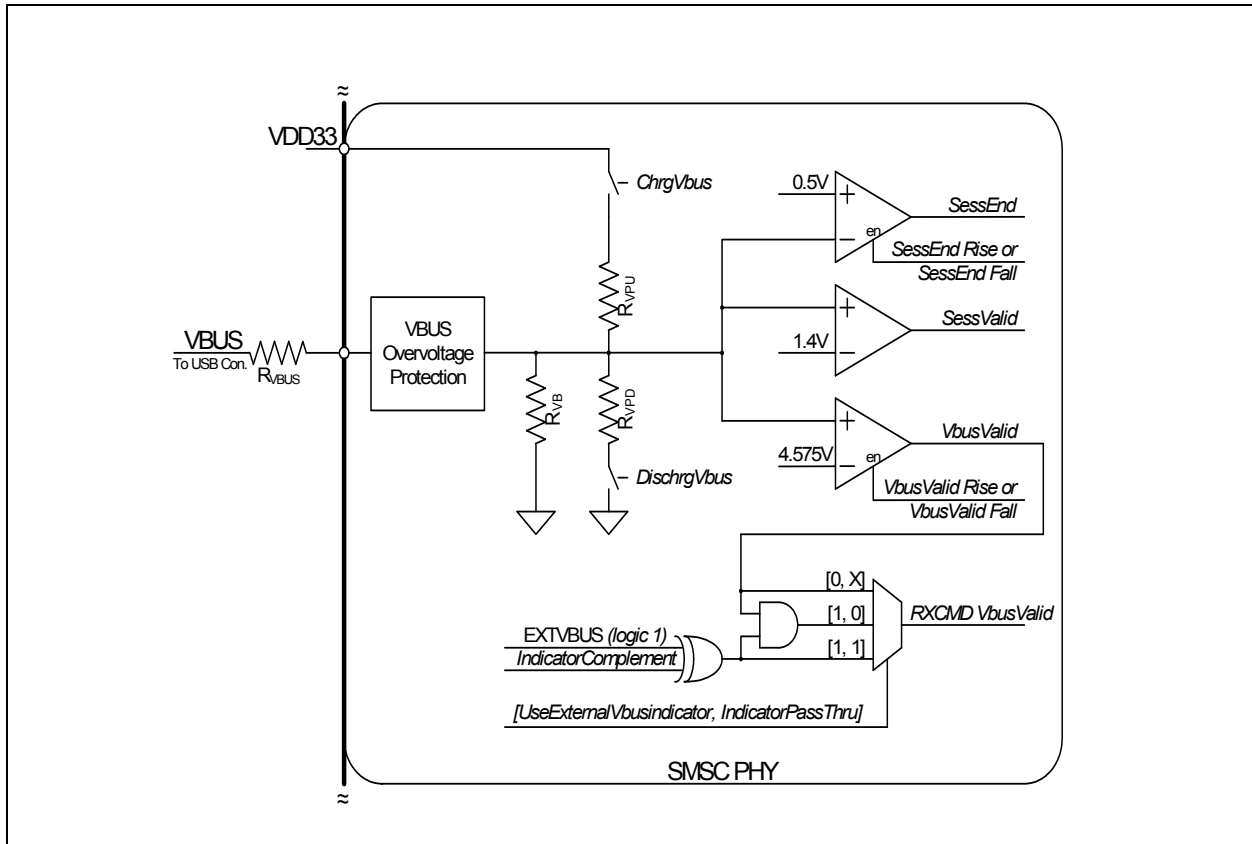 ≈
VDD33
ChrgVbus
0.5V
+
SessEnd
–
en
SessEnd Rise or
SessEnd Fall
RVPU
VBUS
To USB Con.
RVBUS
VBUS
Overvoltage
Protection
+
SessValid
1.4V
–
RVB
RVPD
+
VbusValid
4.575V
–
en
DischrgVbus
VbusValid Rise or
VbusValid Fall
[0, X]
[1, 0]
RXCMD VbusValid
EXTVBUS (logic 1)
IndicatorComplement
[1, 1]
[UseExternalVbusindicator, IndicatorPassThru]
SMSC PHY
≈